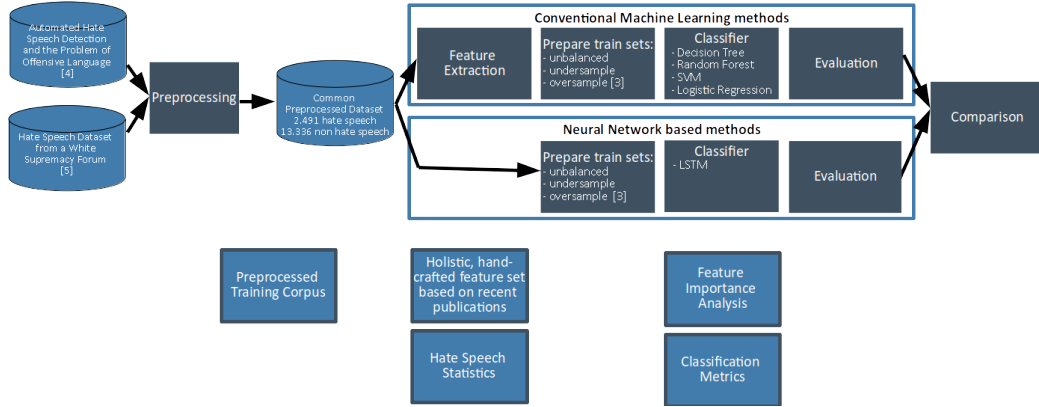 Automated Hate
Speech Detection
and the Problem of
Offensive Language
[4]
Hate Speech Dataset
from a White
Supremacy Forum
[5]
Preprocessing
Common
Preprocessed Dataset
2.491 hate speech
13.336 non hate speech
Conventional Machine Learning methods
Feature
Extraction
Prepare train sets:
- unbalanced
- undersample
- oversample [3]
Classifier
- Decision Tree
- Random Forest
- SVM
- Logistic Regression
Evaluation
Neural Network based methods
Prepare train sets:
- unbalanced
- undersample
- oversample [3]
Classifier
- LSTM
Evaluation
Comparison
Preprocessed
Training Corpus
Holistic, hand-
crafted feature set
based on recent
publications
Feature
Importance
Analysis
Hate Speech
Statistics
Classification
Metrics